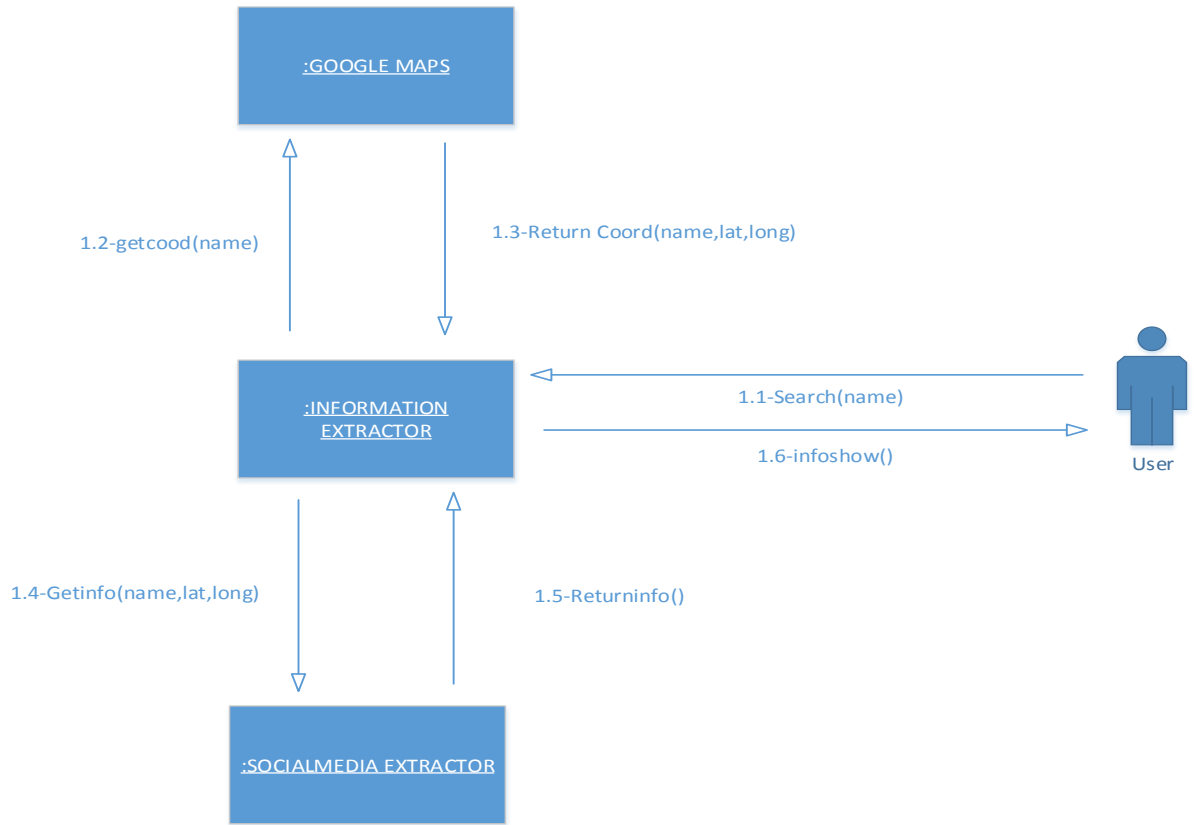 :GOOGLE MAPS
1.2-getcood(name)
1.3-Return Coord(name,lat,long)
:INFORMATION
EXTRACTOR
1.1-Search(name)
1.6-infoshow()
User
1.4-Getinfo(name,lat,long)
1.5-Returninfo()
:SOCIALMEDIA EXTRACTOR